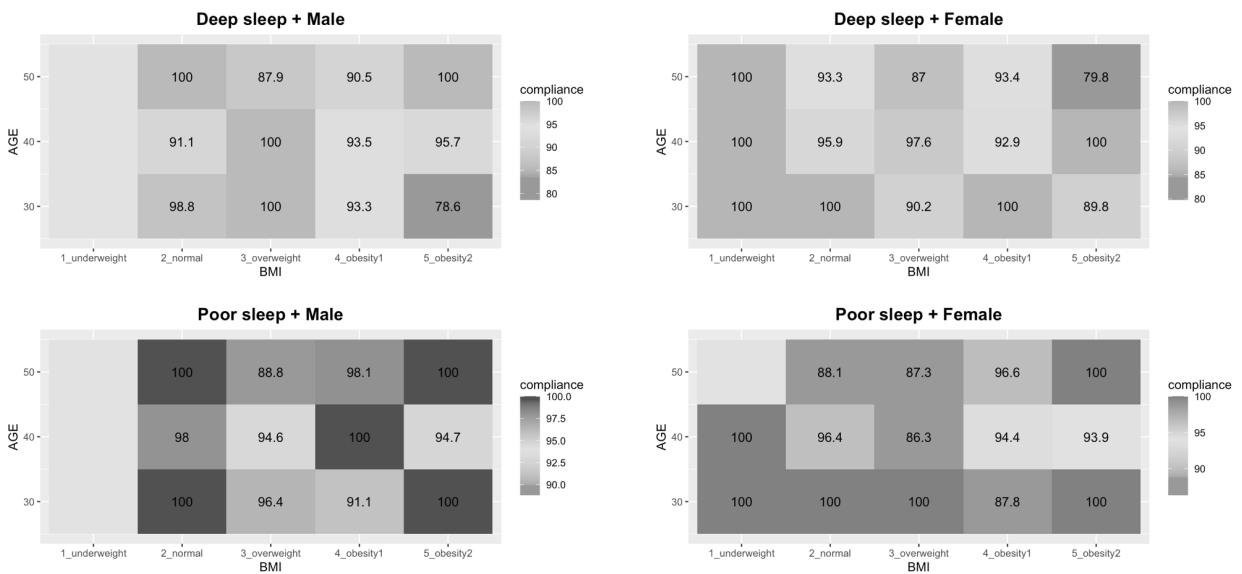 Deep sleep + Male
AGE
50
100
87.9
90.5
100
40
91.1
100
93.5
95.7
30
98.8
100
93.3
78.6
1_underweight
2_normal
3_overweight
4_obesity1
5_obesity2
BMI
compliance
100
95
90
85
80
Deep sleep + Female
AGE
50
100
93.3
87
93.4
79.8
40
100
95.9
97.6
92.9
100
30
100
100
90.2
100
89.8
1_underweight
2_normal
3_overweight
4_obesity1
5_obesity2
BMI
compliance
100
95
90
85
80
Poor sleep + Male
AGE
50
100
88.8
98.1
100
40
98
94.6
100
94.7
30
100
96.4
91.1
100
1_underweight
2_normal
3_overweight
4_obesity1
5_obesity2
BMI
compliance
100.0
97.5
95.0
92.5
90.0
Poor sleep + Female
AGE
50
88.1
87.3
96.6
100
40
100
96.4
86.3
94.4
93.9
30
100
100
100
87.8
100
1_underweight
2_normal
3_overweight
4_obesity1
5_obesity2
BMI
compliance
100
95
90